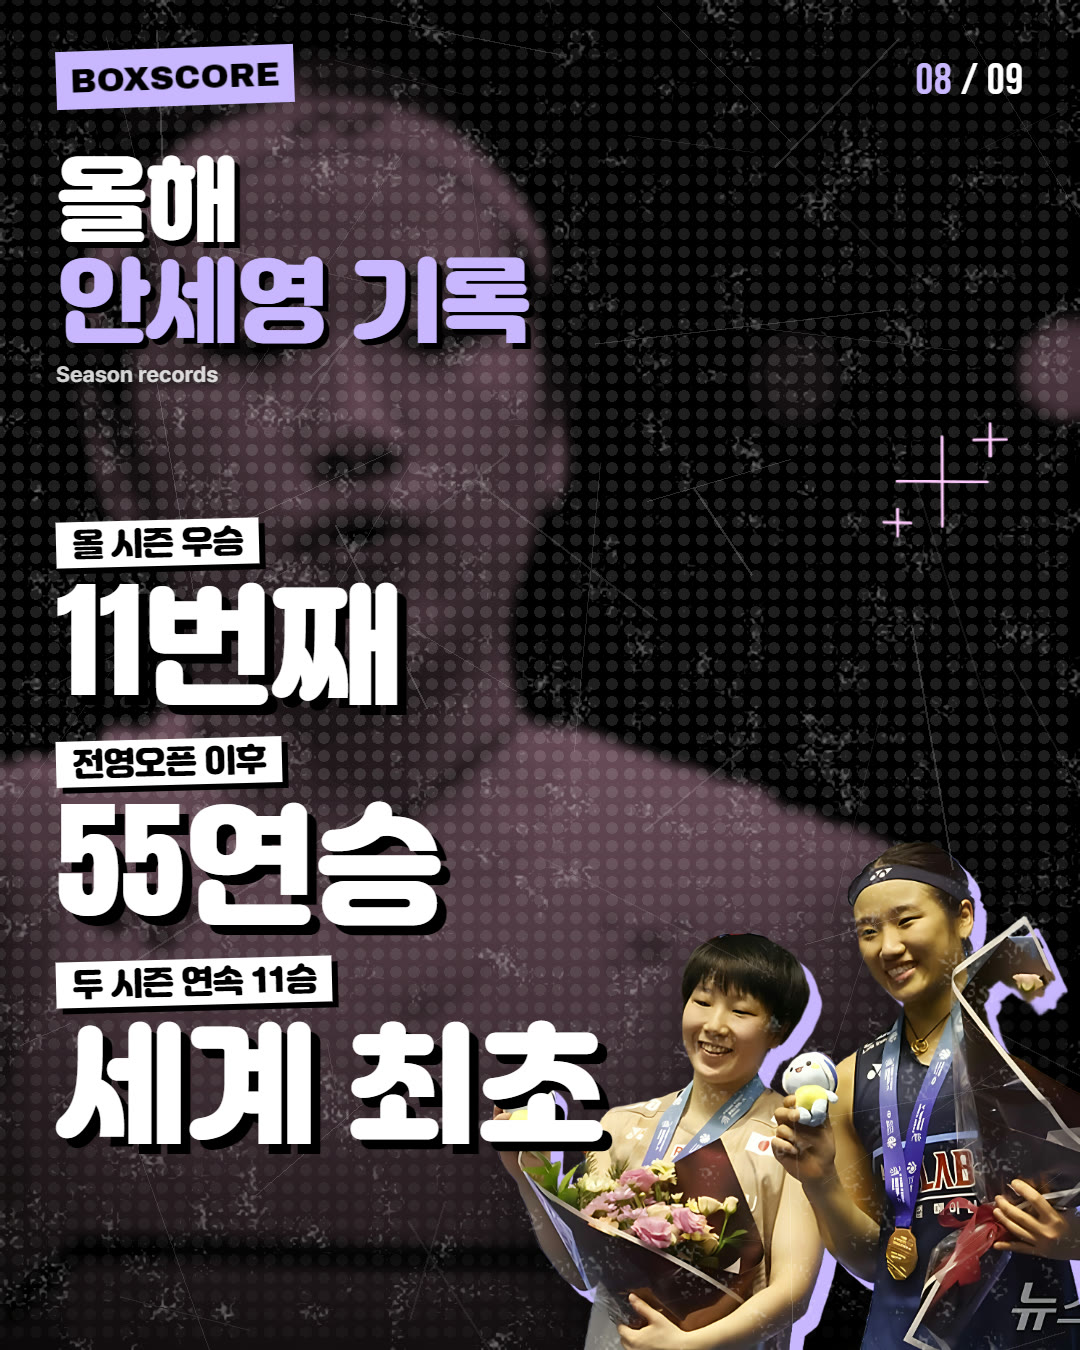 BOXSCORE
08 / 09
올해
안세영 기록
Season records
올 시즌 우승
11번째
전영오픈 이후
55연승
두 시즌 연속 11승
세계 최초
LAB